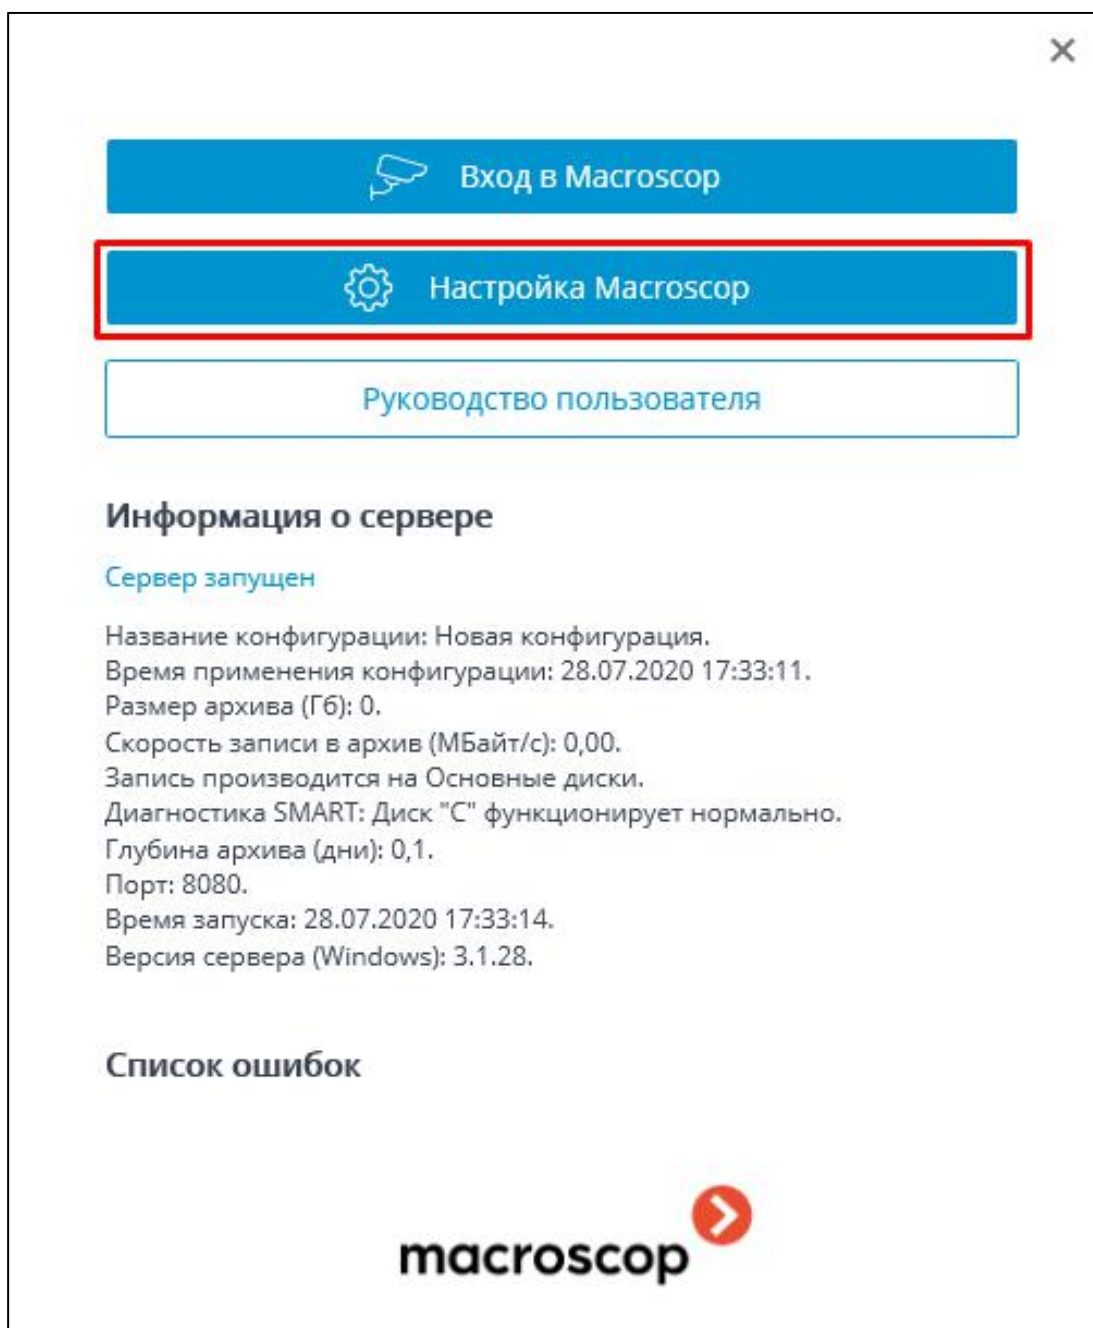 Вход в Macroscop
Настройка Macroscop
Руководство пользователя
Информация о сервере
Сервер запущен
Название конфигурации: Новая конфигурация.
Время применения конфигурации: 28.07.2020 17:33:11.
Размер архива (Гб): 0.
Скорость записи в архив (МБайт/с): 0,00.
Запись производится на Основные диски.
Диагностика SMART: Диск "C" функционирует нормально.
Глубина архива (дни): 0,1.
Порт: 8080.
Время запуска: 28.07.2020 17:33:14.
Версия сервера (Windows): 3.1.28.
Список ошибок
macroscop